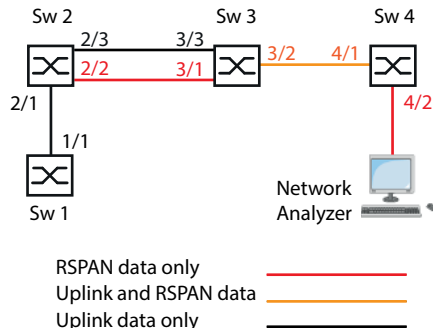 Sw 2
Sw 3
Sw 4
2/3
3/3
2/2
3/1
3/2
4/1
2/1
4/2
1/1
Sw 1
Network
Analyzer
RSPAN data only
Uplink and RSPAN data
Uplink data only